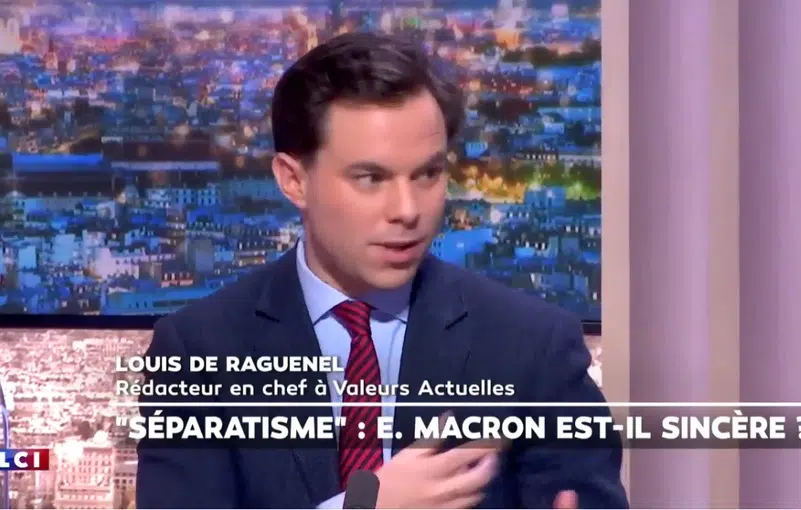 LOUIS DE RAGUENEL
Rédacteur en chef à Valeurs Actuelles
"SÉPARATISME" : E. MACRON EST-IL SINCÈRE ?
LCI